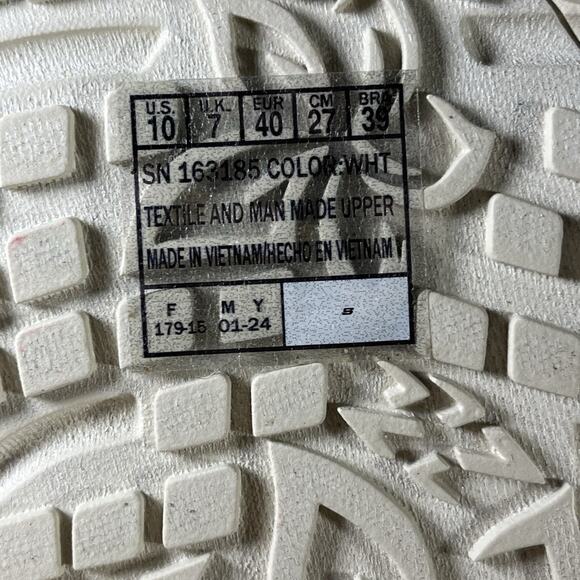 U.S. U.K. EUR CM BRA
10 7 40 27 39
SN 163185 COLOR:WHT
TEXTILE AND MAN MADE UPPER
MADE IN VIETNAM/HECHO EN VIETNAM
F M Y
179-15 01-24
S